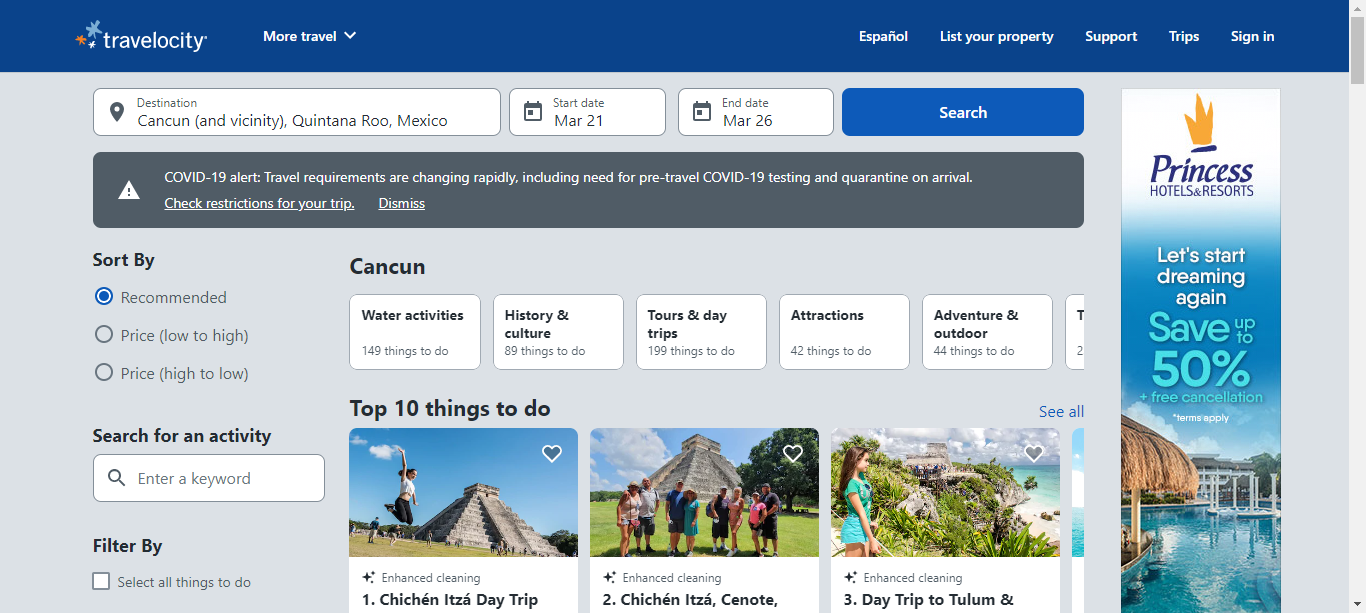 travelocity
More travel
Español
List your property
Support
Trips
Sign in
Destination
Cancun (and vicinity), Quintana Roo, Mexico
Start date
Mar 21
End date
Mar 26
Search
COVID-19 alert: Travel requirements are changing rapidly, including need for pre-travel COVID-19 testing and quarantine on arrival.
Check restrictions for your trip. Dismiss
Sort By
Recommended
Price (low to high)
Price (high to low)
Search for an activity
Enter a keyword
Filter By
Select all things to do
Cancun
Water activities
149 things to do
History &
culture
89 things to do
Tours & day
trips
199 things to do
Attractions
42 things to do
Adventure &
outdoor
44 things to do
T
2
Top 10 things to do
See all
Enhanced cleaning
1. Chichén Itzá Day Trip
Enhanced cleaning
2. Chichén Itzá, Cenote,
Enhanced cleaning
3. Day Trip to Tulum &
Princess
HOTELS&RESORTS
Let's start
dreaming
again
Save up to
50%
+ free cancellation
*terms apply